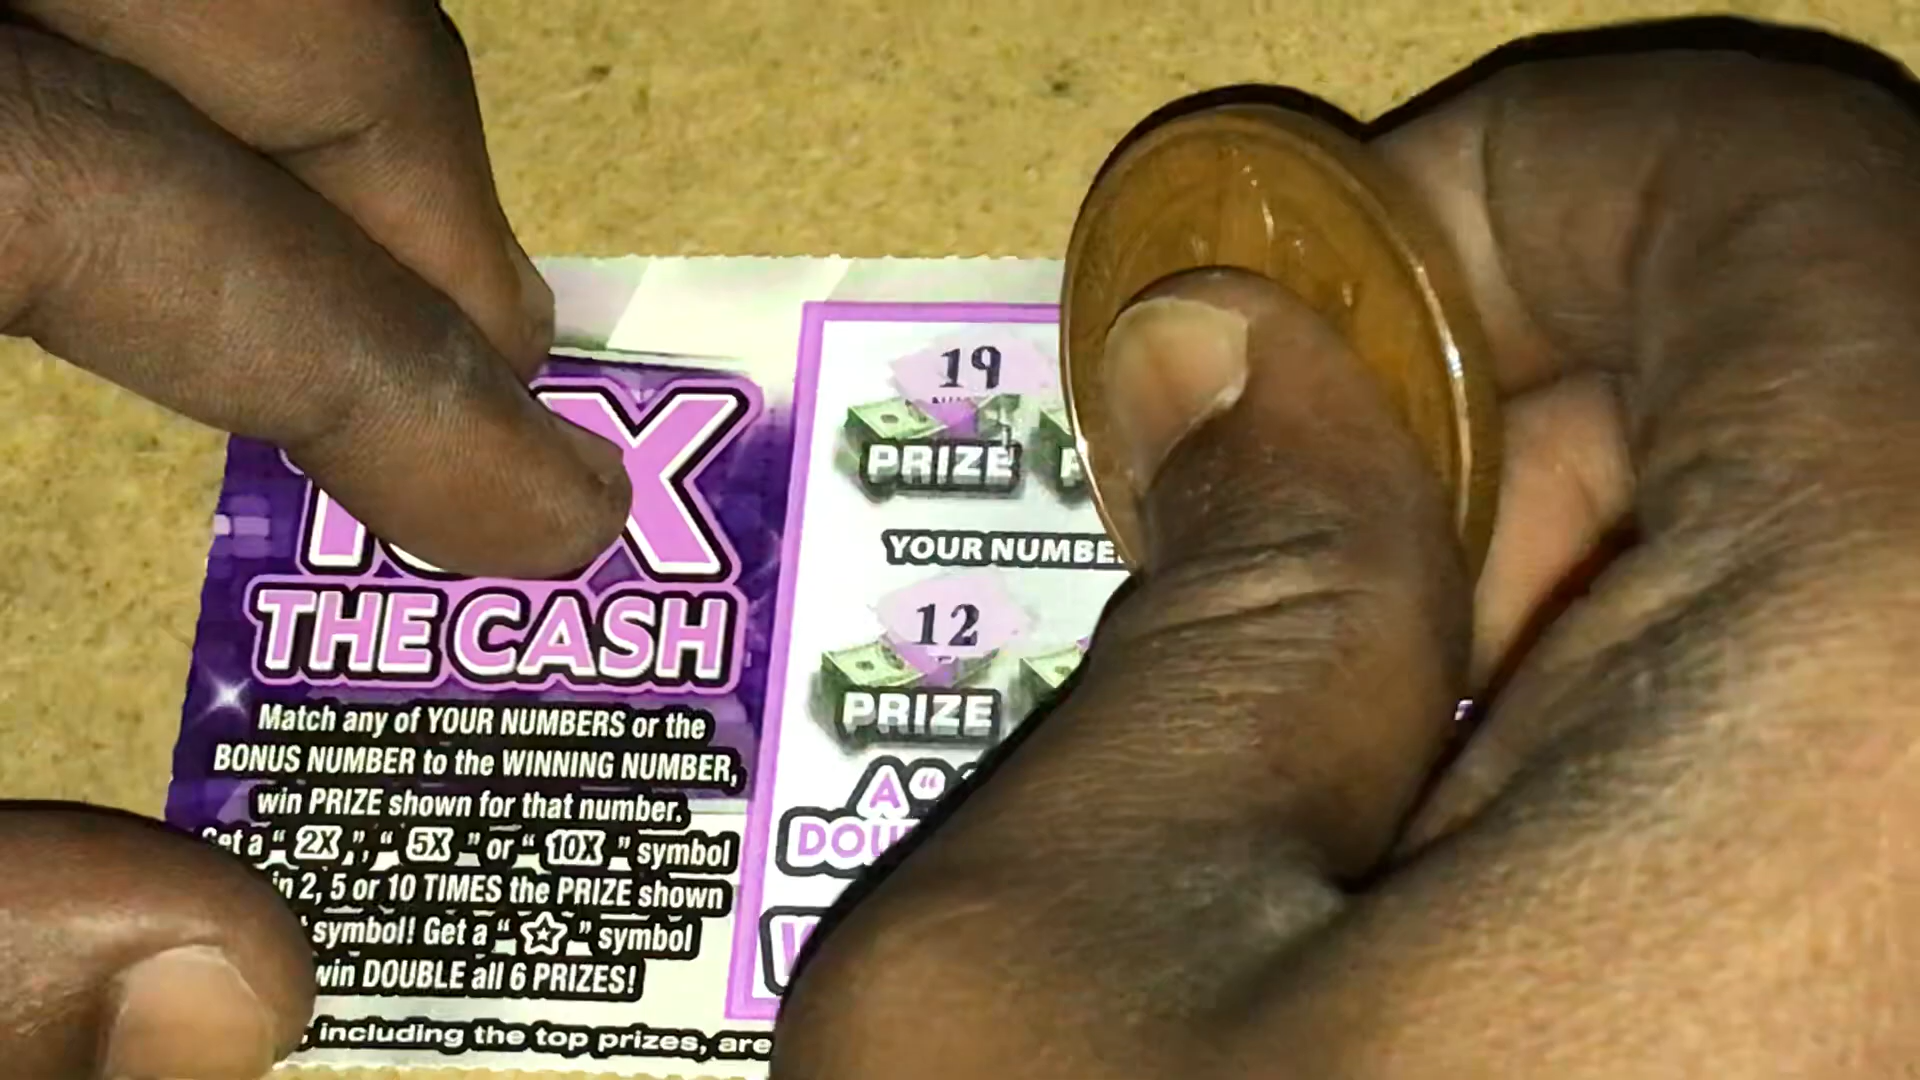 X
THE CASH
Match any of YOUR NUMBERS or the
BONUS NUMBER to the WINNING NUMBER,
win PRIZE shown for that number.
Get a "2X", "5X" or "10X" symbol
in 2, 5 or 10 TIMES the PRIZE shown
symbol! Get a "☆" symbol
win DOUBLE all 6 PRIZES!
, including the top prizes, are
19
PRIZE
YOUR NUMBE
12
PRIZE
A "
DOU